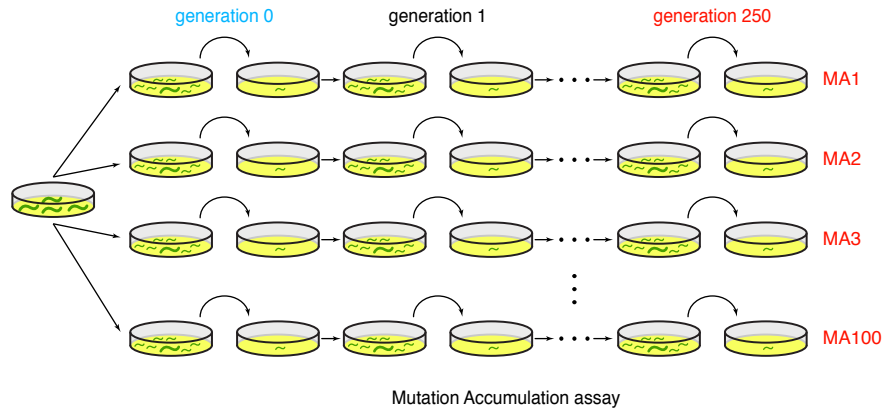 generation 0
generation 1
generation 250
MA1
MA2
MA3
MA100
Mutation Accumulation assay